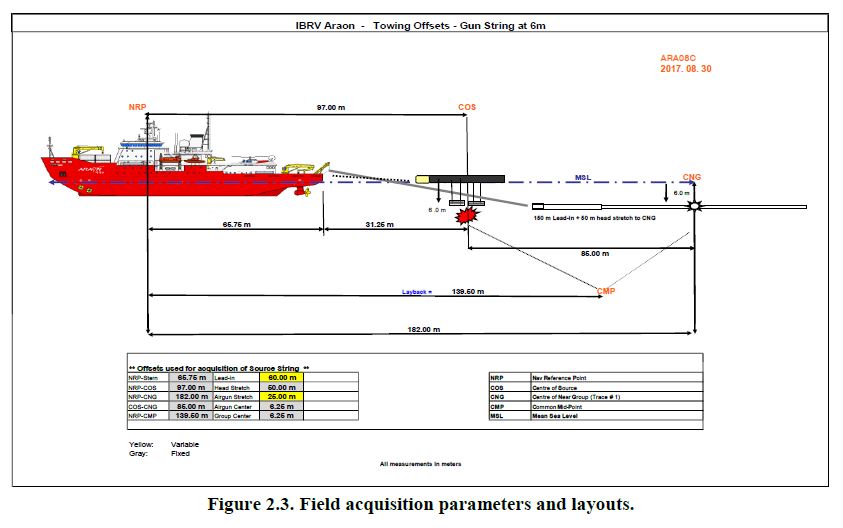 IBRV Araon - Towing Offsets - Gun String at 6m
ARA08C
2017. 08. 30
NRP
97.00 m
COS
ARAON
MSL
CNG
6.0 m
6.0 m
150 m Lead-in + 50 m head stretch to CNG
65.75 m
31.25 m
85.00 m
Layback = 139.50 m
CMP
182.00 m
** Offsets used for acquisition of Source String **
NRP-Stern 65.75 m Lead-in 60.00 m
NRP-COS 97.00 m Head Stretch 50.00 m
NRP-CNG 182.00 m Airgun Stretch 25.00 m
COS-CNG 85.00 m Airgun Center 6.25 m
NRP-CMP 139.50 m Group Center 6.25 m
NRP Nav Reference Point
COS Centre of Source
CNG Centre of Near Group (Trace # 1)
CMP Common Mid-Point
MSL Mean Sea Level
Yellow: Variable
Gray: Fixed
All measurements in meters
Figure 2.3. Field acquisition parameters and layouts.